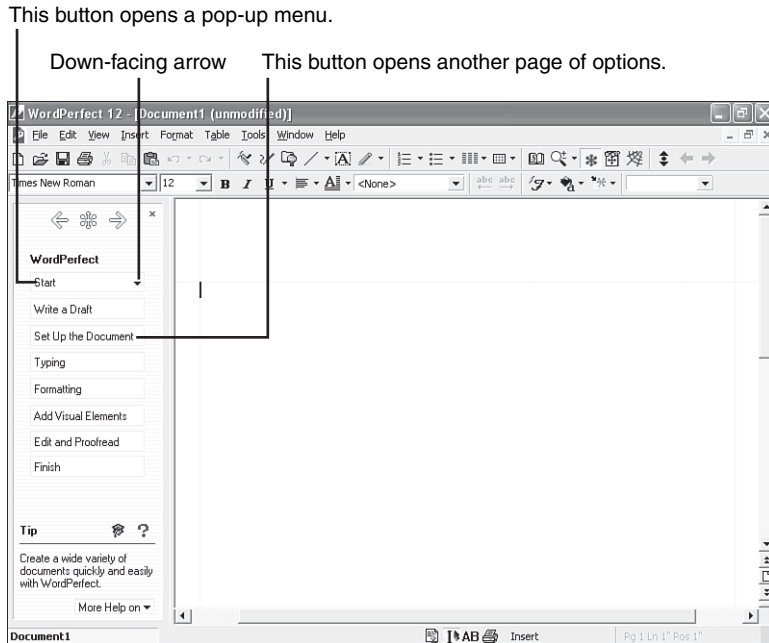 This button opens a pop-up menu.
Down-facing arrow
This button opens another page of options.
WordPerfect 12 - [Document1 (unmodified)]
File Edit View Insert Format Table Tools Window Help
Times New Roman 12 B I U <None> abc abc
WordPerfect
Start
Write a Draft
Set Up the Document
Typing
Formatting
Add Visual Elements
Edit and Proofread
Finish
Tip ?
Create a wide variety of
documents quickly and easily
with WordPerfect.
More Help on
Document1 AB Insert Pg 1 Ln 1" Pos 1"